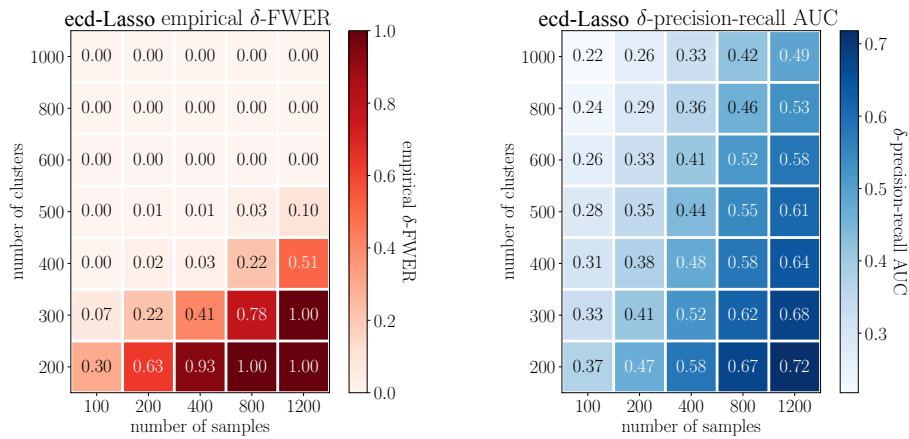 ecd-Lasso empirical δ-FWER
number of clusters
1000 0.00 0.00 0.00 0.00 0.00
800 0.00 0.00 0.00 0.00 0.00
600 0.00 0.00 0.00 0.00 0.00
500 0.00 0.01 0.01 0.03 0.10
400 0.00 0.02 0.03 0.22 0.51
300 0.07 0.22 0.41 0.78 1.00
200 0.30 0.63 0.93 1.00 1.00
100 200 400 800 1200
number of samples
1.0
0.8
0.6
0.4
0.2
0.0
empirical δ-FWER
ecd-Lasso δ-precision-recall AUC
number of clusters
1000 0.22 0.26 0.33 0.42 0.49
800 0.24 0.29 0.36 0.46 0.53
600 0.26 0.33 0.41 0.52 0.58
500 0.28 0.35 0.44 0.55 0.61
400 0.31 0.38 0.48 0.58 0.64
300 0.33 0.41 0.52 0.62 0.68
200 0.37 0.47 0.58 0.67 0.72
100 200 400 800 1200
number of samples
0.7
0.6
0.5
0.4
0.3
δ-precision-recall AUC